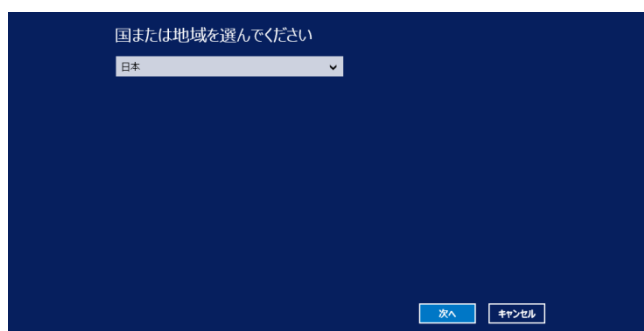 国または地域を選んでください
日本
次へ
キャンセル